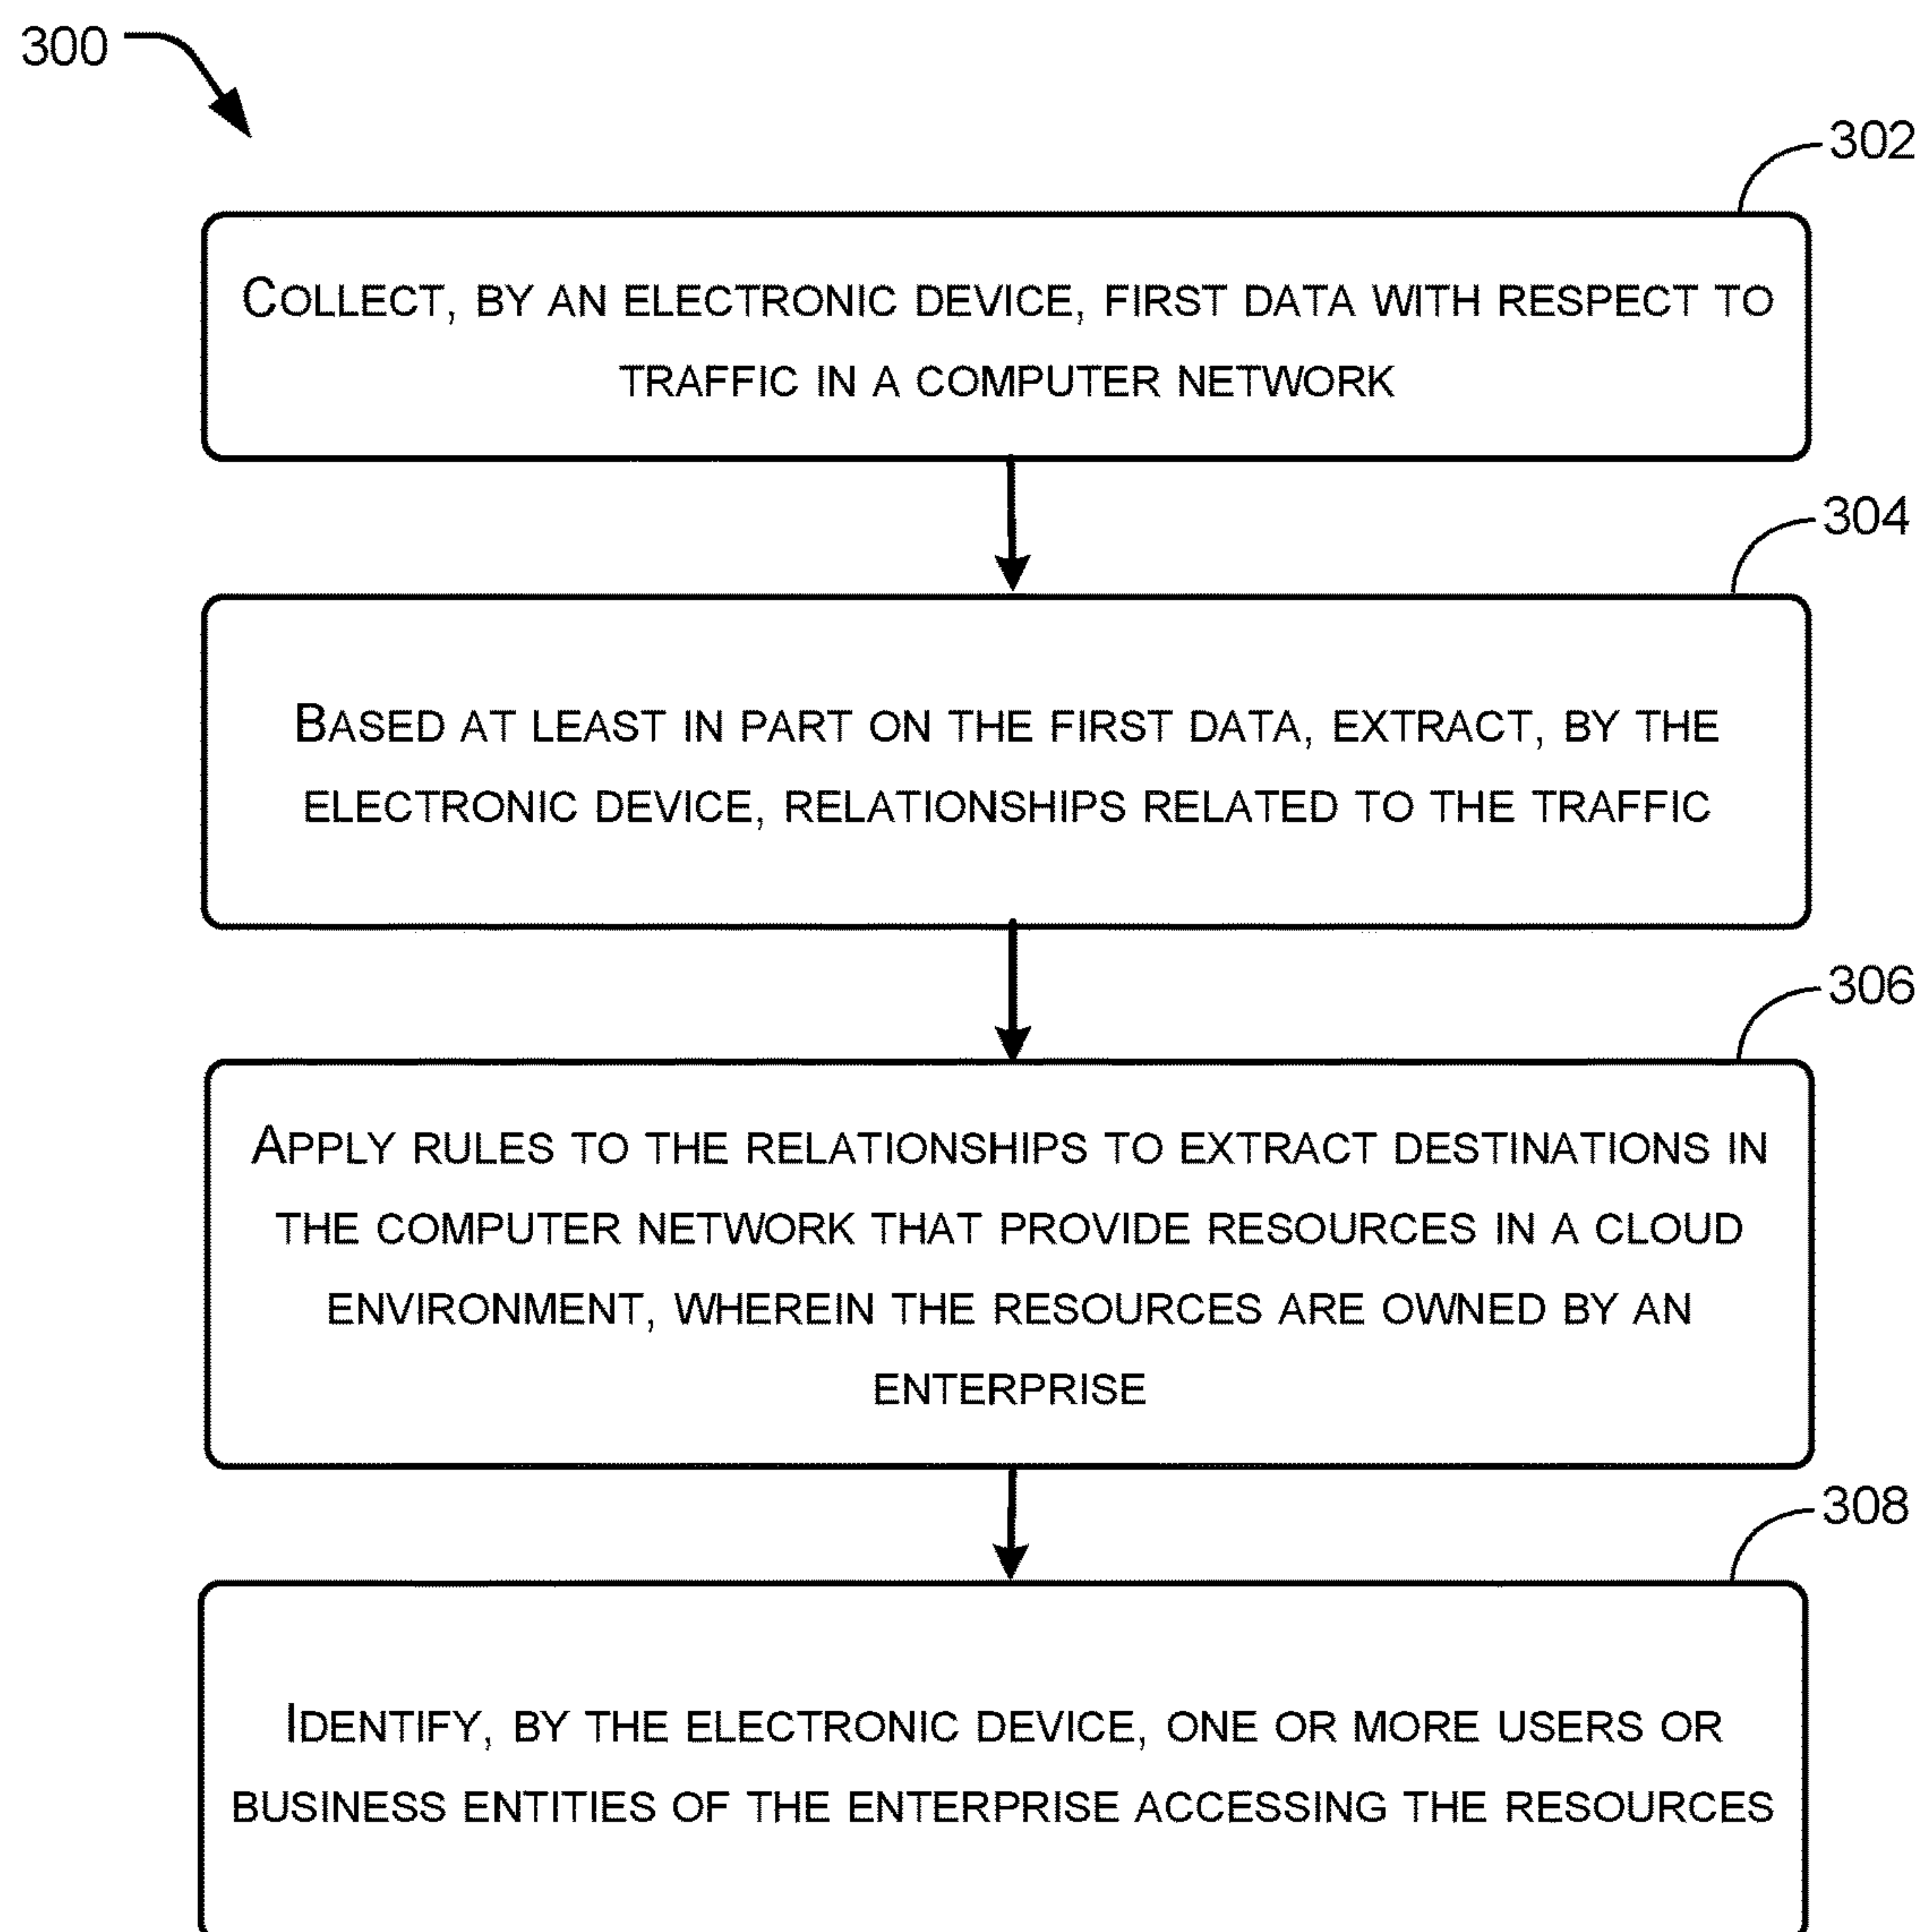 300
302
COLLECT, BY AN ELECTRONIC DEVICE, FIRST DATA WITH RESPECT TO
TRAFFIC IN A COMPUTER NETWORK
304
BASED AT LEAST IN PART ON THE FIRST DATA, EXTRACT, BY THE
ELECTRONIC DEVICE, RELATIONSHIPS RELATED TO THE TRAFFIC
306
APPLY RULES TO THE RELATIONSHIPS TO EXTRACT DESTINATIONS IN
THE COMPUTER NETWORK THAT PROVIDE RESOURCES IN A CLOUD
ENVIRONMENT, WHEREIN THE RESOURCES ARE OWNED BY AN
ENTERPRISE
308
IDENTIFY, BY THE ELECTRONIC DEVICE, ONE OR MORE USERS OR
BUSINESS ENTITIES OF THE ENTERPRISE ACCESSING THE RESOURCES